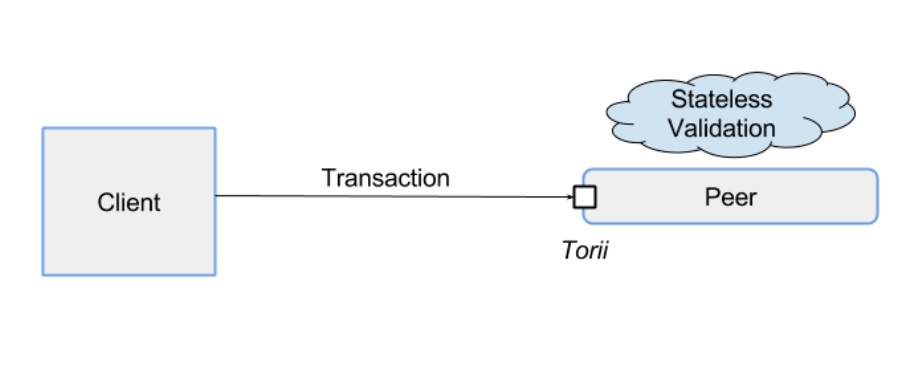 Stateless
Validation
Transaction
Client
Peer
Torii